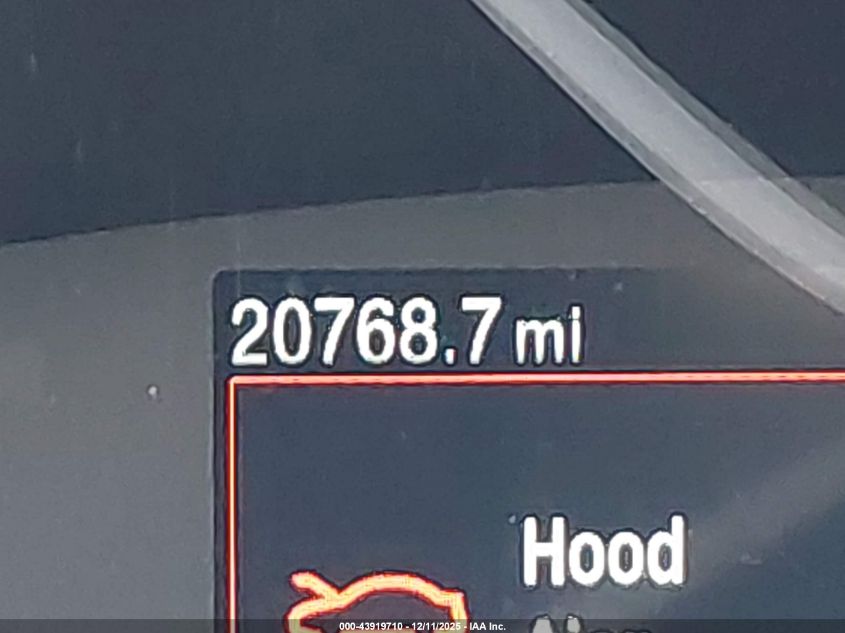 20768.7 mi
Hood
000-43919710 - 12/11/2025 - IAA Inc.